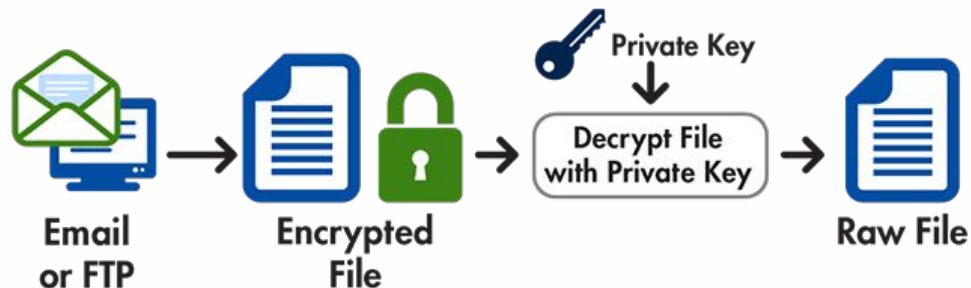 Email
or FTP
Encrypted
File
Private Key
Decrypt File
with Private Key
Raw File